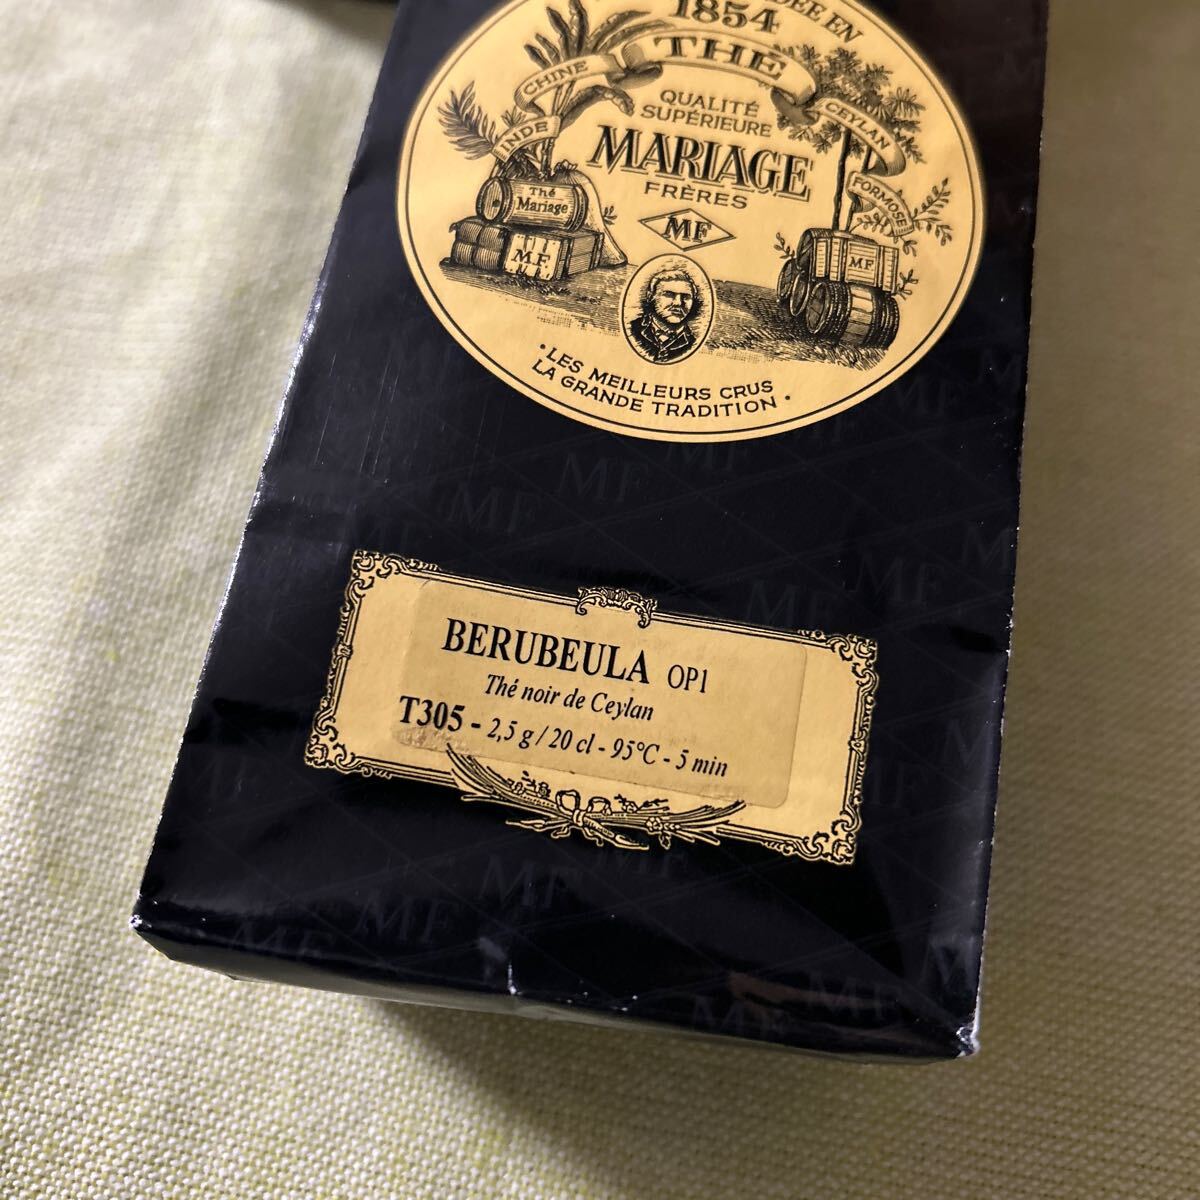 1854
THÉ
CHINE
INDE
CEYLAN
FORMOSE
QUALITÉ
SUPÉRIEURE
MARIAGE
FRÈRES
MF
Thé
Mariage
M.F.
MF
• LES MEILLEURS CRUS
LA GRANDE TRADITION •
BERUBEULA OP1
Thé noir de Ceylan
T305 - 2,5 g / 20 cl - 95°C - 5 min